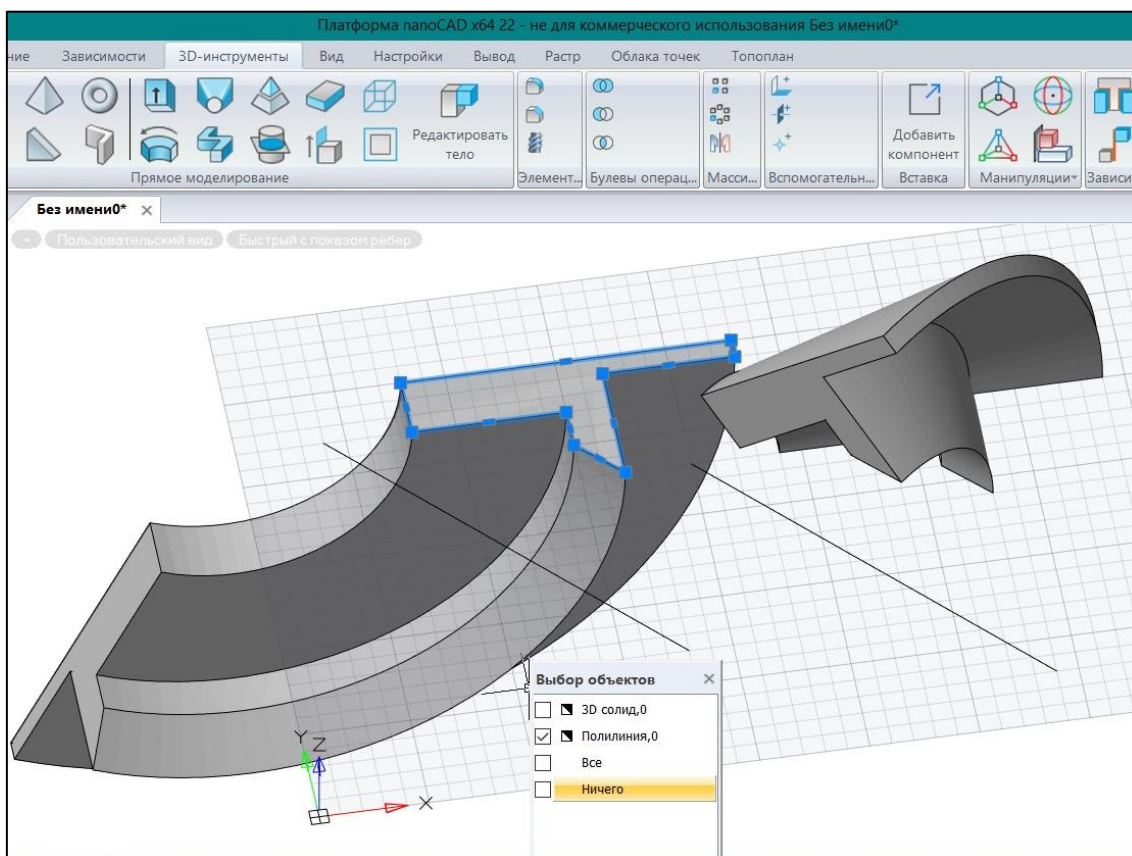 Платформа nanoCAD x64 22 - не для коммерческого использования Без имени0*
ние Зависимости 3D-инструменты Вид Настройки Вывод Растр Облака точек Топоплан
Редактировать тело
Добавить компонент
Прямое моделирование Элемент... Булевы операц... Масси... Вспомогательн... Вставка Манипуляции Зависи
Без имени0*
Пользовательский вид Быстрый с показом рёбер
Y Z
X
Выбор объектов
3D солид,0
Полилиния,0
Все
Ничего